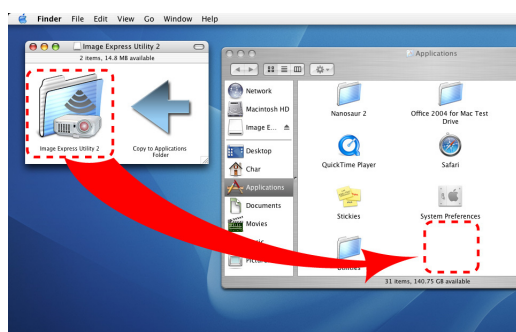 Finder File Edit View Go Window Help
Image Express Utility 2
2 items, 14.8 MB available
Image Express Utility 2
Copy to Applications
Folder
Applications
Network
Macintosh HD
Image E...
Desktop
Char
Applications
Documents
Movies
Nanosaur 2
Office 2004 for Mac Test
Drive
QuickTime Player
Safari
Stickies
System Preferences
Utilities
31 items, 140.75 GB available